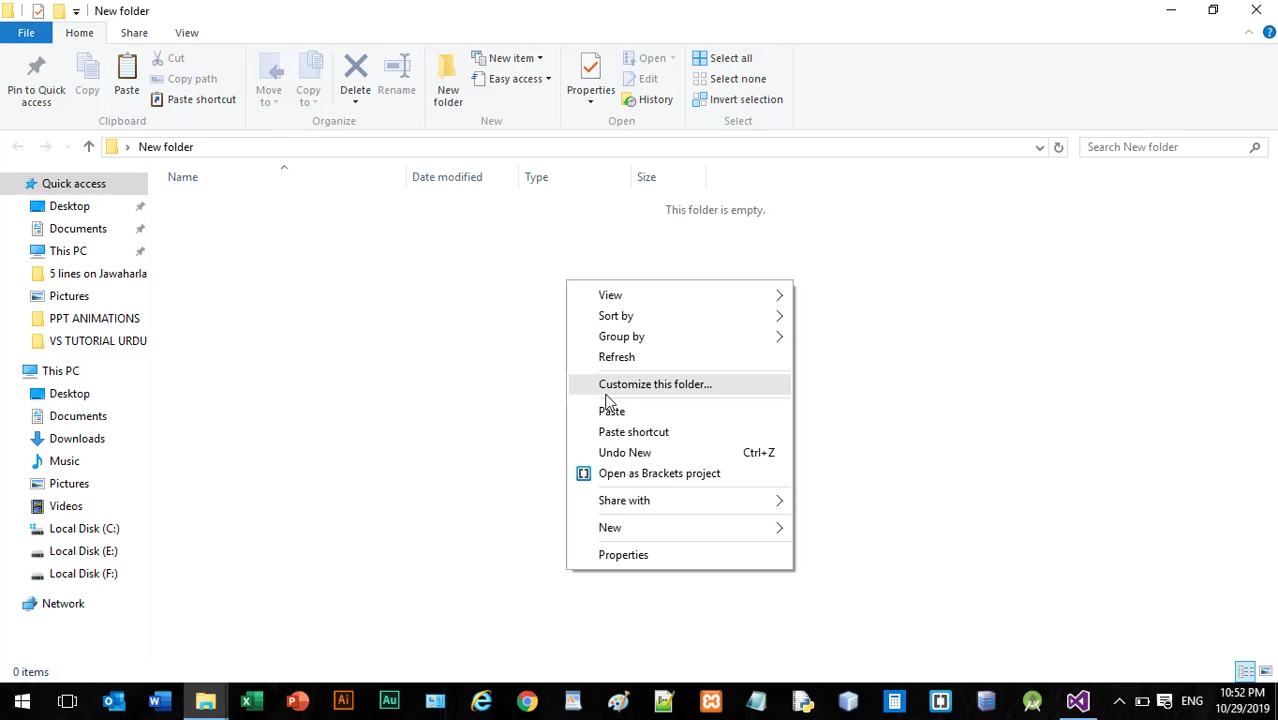 New folder
File Home Share View
Pin to Quick access
Copy
Paste
Cut
Copy path
Paste shortcut
Clipboard
Move to
Copy to
Delete
Rename
Organize
New folder
New item
Easy access
New
Properties
Open
Edit
History
Open
Select all
Select none
Invert selection
Select
New folder
Search New folder
Name Date modified Type Size
This folder is empty.
Quick access
Desktop
Documents
This PC
5 lines on Jawaharla
Pictures
PPT ANIMATIONS
VS TUTORIAL URDU
This PC
Desktop
Documents
Downloads
Music
Pictures
Videos
Local Disk (C:)
Local Disk (E:)
Local Disk (F:)
Network
View
Sort by
Group by
Refresh
Customize this folder...
Paste
Paste shortcut
Undo New Ctrl+Z
Open as Brackets project
Share with
New
Properties
0 items
ENG
10:52 PM
10/29/2019